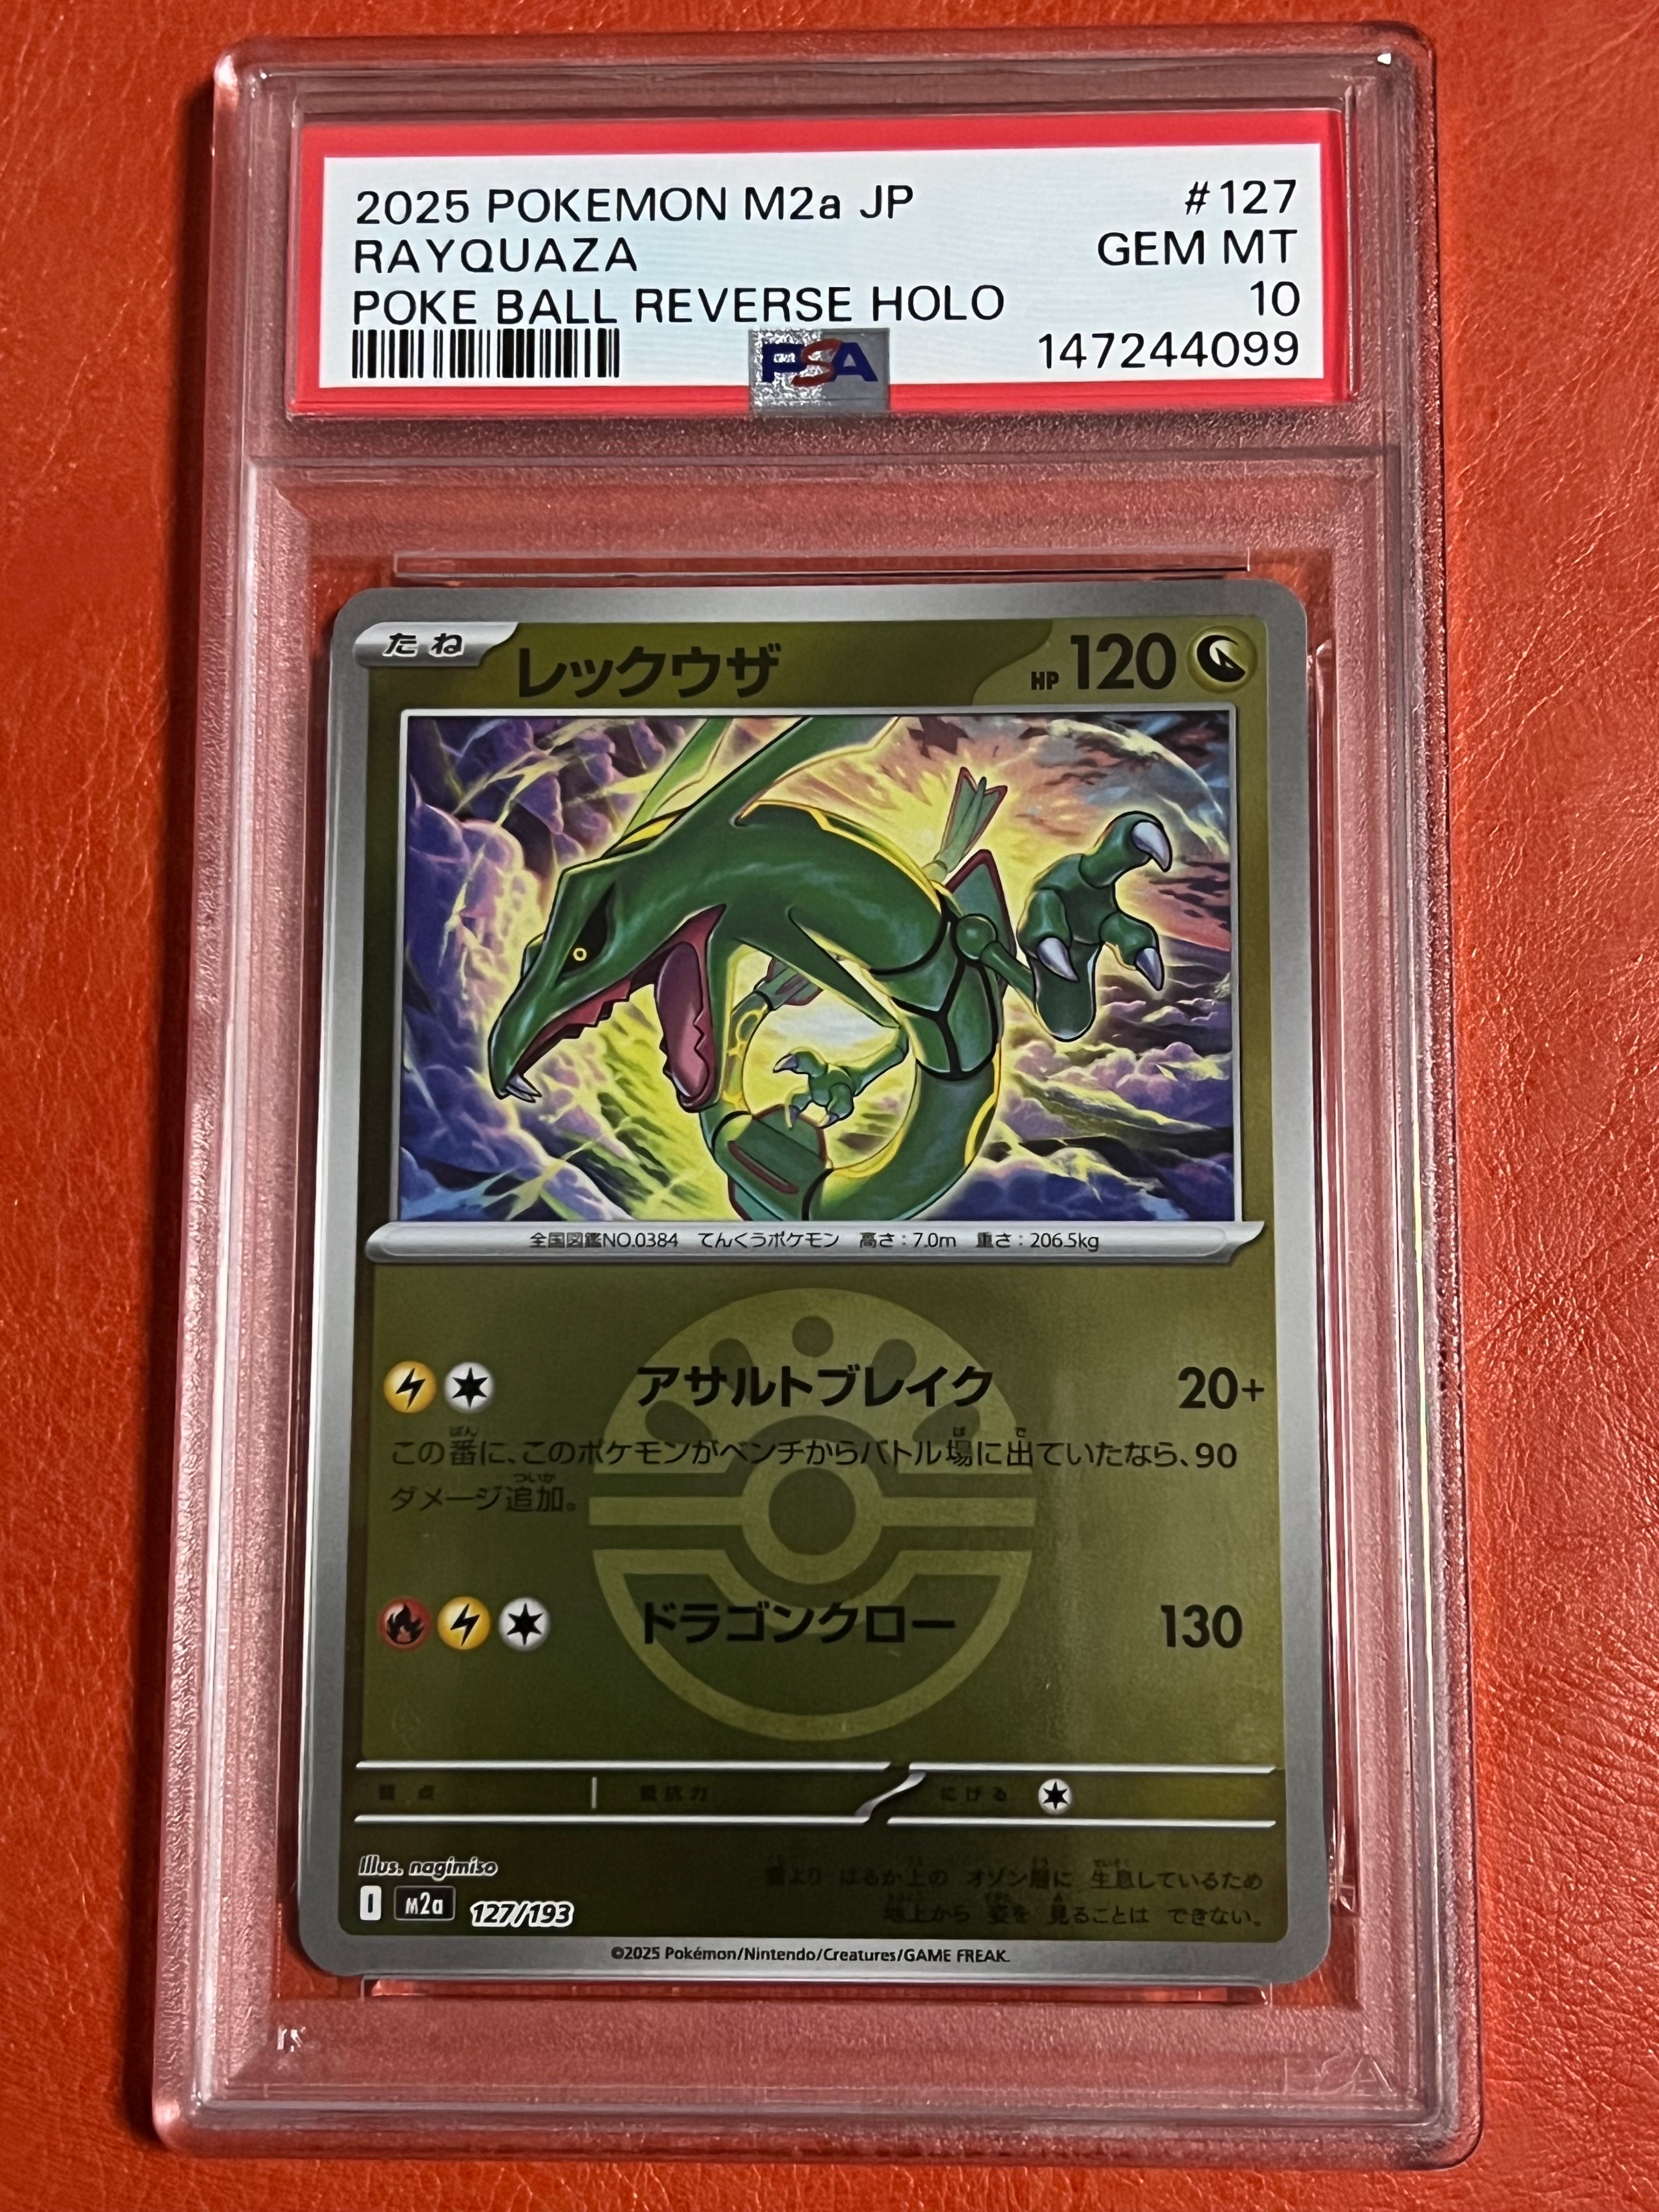 2025 POKEMON M2a JP #127
RAYQUAZA GEM MT
POKE BALL REVERSE HOLO 10
PSA 147244099
たね レックウザ HP 120
全国図鑑NO.0384 てんくうポケモン 高さ:7.0m 重さ:206.5kg
アサルトブレイク 20+
この番に、このポケモンがベンチからバトル場に出ていたなら、90
ダメージ追加。
ドラゴンクロー 130
弱点 抵抗力 にげる
Illus. nagimiso
雲より はるか上の オゾン層に 生息しているため
I m2a 127/193
地上から 姿を 見ることは できない。
©2025 Pokémon/Nintendo/Creatures/GAME FREAK.
PSA